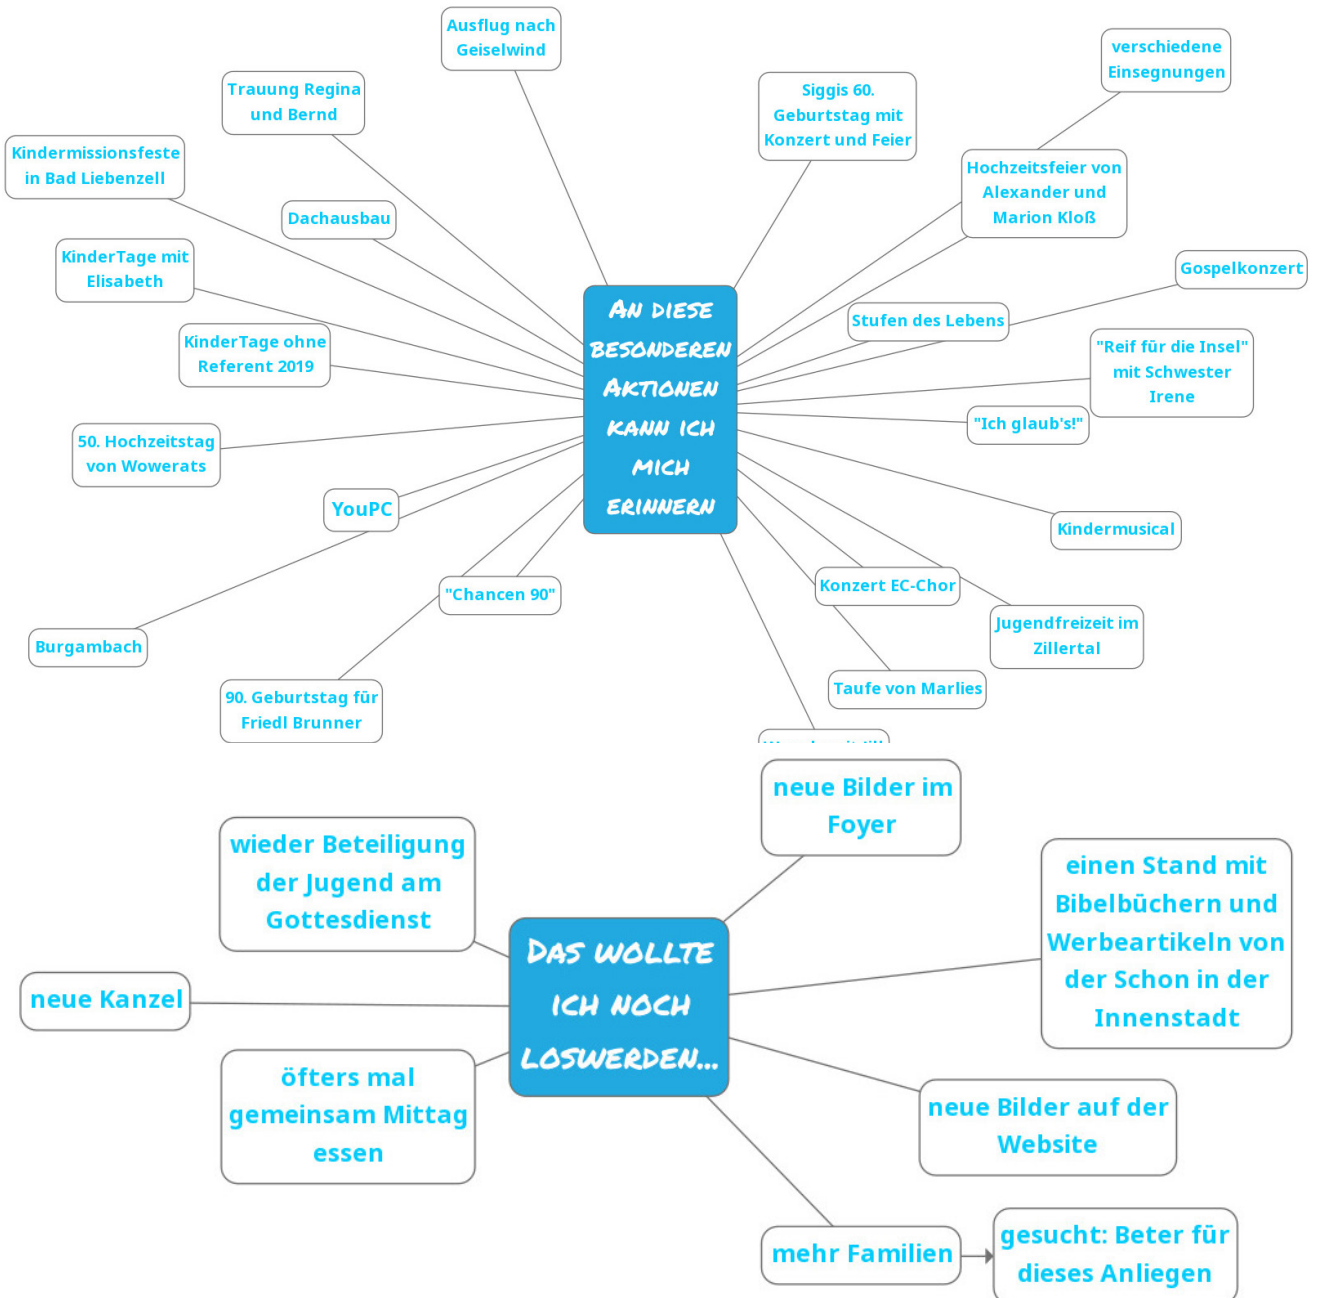 Ausflug nach
Geiselwind
verschiedene
Einsegnungen
Trauung Regina
und Bernd
Siggis 60.
Geburtstag mit
Konzert und Feier
Kindermissionsfeste
in Bad Liebenzell
Hochzeitsfeier von
Alexander und
Marion Kloß
Dachausbau
KinderTage mit
Elisabeth
Gospelkonzert
An diese
besonderen
Aktionen
kann ich
mich
erinnern
Stufen des Lebens
KinderTage ohne
Referent 2019
"Reif für die Insel"
mit Schwester
Irene
"Ich glaub's!"
50. Hochzeitstag
von Wowerats
YouPC
Kindermusical
"Chancen 90"
Konzert EC-Chor
Burgambach
Jugendfreizeit im
Zillertal
90. Geburtstag für
Friedl Brunner
Taufe von Marlies
neue Bilder im
Foyer
wieder Beteiligung
der Jugend am
Gottesdienst
einen Stand mit
Bibelbüchern und
Werbeartikeln von
der Schon in der
Innenstadt
Das wollte
ich noch
loswerden...
neue Kanzel
öfters mal
gemeinsam Mittag
essen
neue Bilder auf der
Website
mehr Familien
gesucht: Beter für
dieses Anliegen